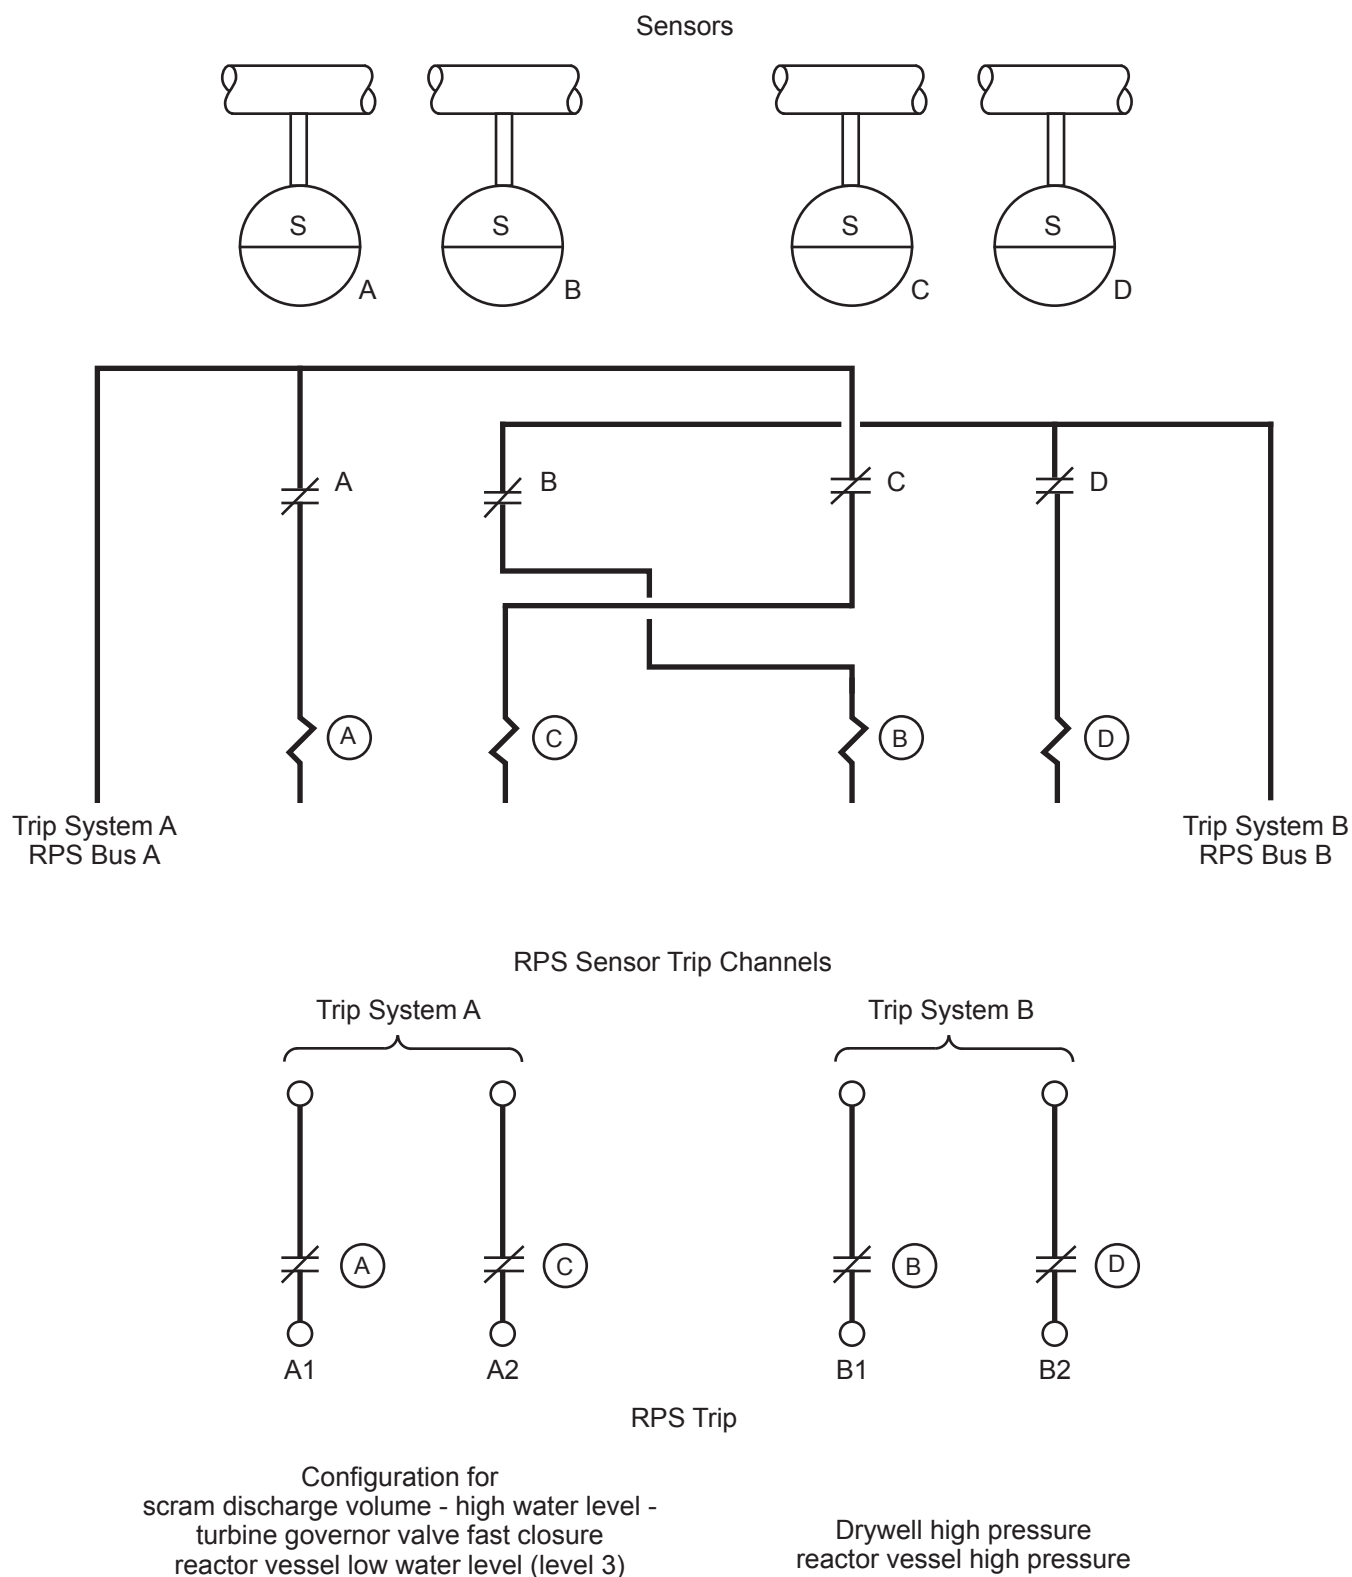 Sensors
S
S
S
S
A
B
C
D
A
B
C
D
A
C
B
D
Trip System A
RPS Bus A
Trip System B
RPS Bus B
RPS Sensor Trip Channels
Trip System A
Trip System B
A
C
B
D
A1
A2
B1
B2
RPS Trip
Configuration for
scram discharge volume - high water level -
turbine governor valve fast closure
reactor vessel low water level (level 3)
Drywell high pressure
reactor vessel high pressure